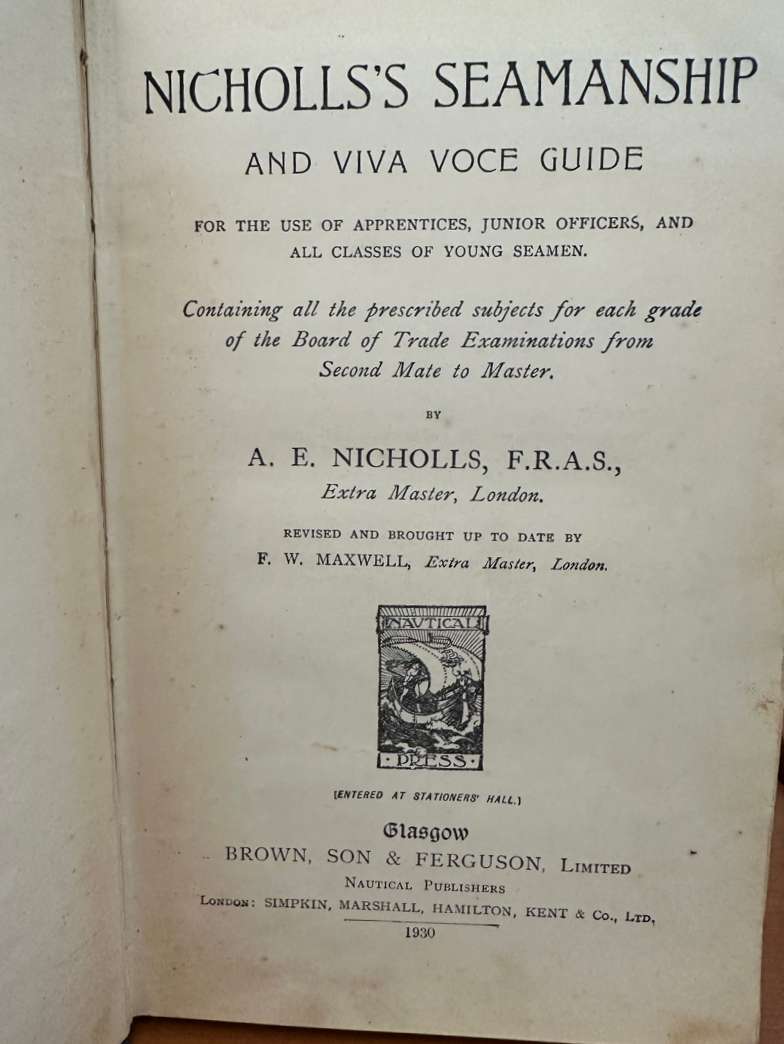 NICHOLLS'S SEAMANSHIP
AND VIVA VOCE GUIDE
FOR THE USE OF APPRENTICES, JUNIOR OFFICERS, AND
ALL CLASSES OF YOUNG SEAMEN.
Containing all the prescribed subjects for each grade
of the Board of Trade Examinations from
Second Mate to Master.
BY
A. E. NICHOLLS, F.R.A.S.,
Extra Master, London.
REVISED AND BROUGHT UP TO DATE BY
F. W. MAXWELL, Extra Master, London.
NAUTICAL
· PRESS ·
[ENTERED AT STATIONERS' HALL.]
Glasgow
BROWN, SON & FERGUSON, LIMITED
NAUTICAL PUBLISHERS
LONDON: SIMPKIN, MARSHALL, HAMILTON, KENT & Co., LTD,
1930